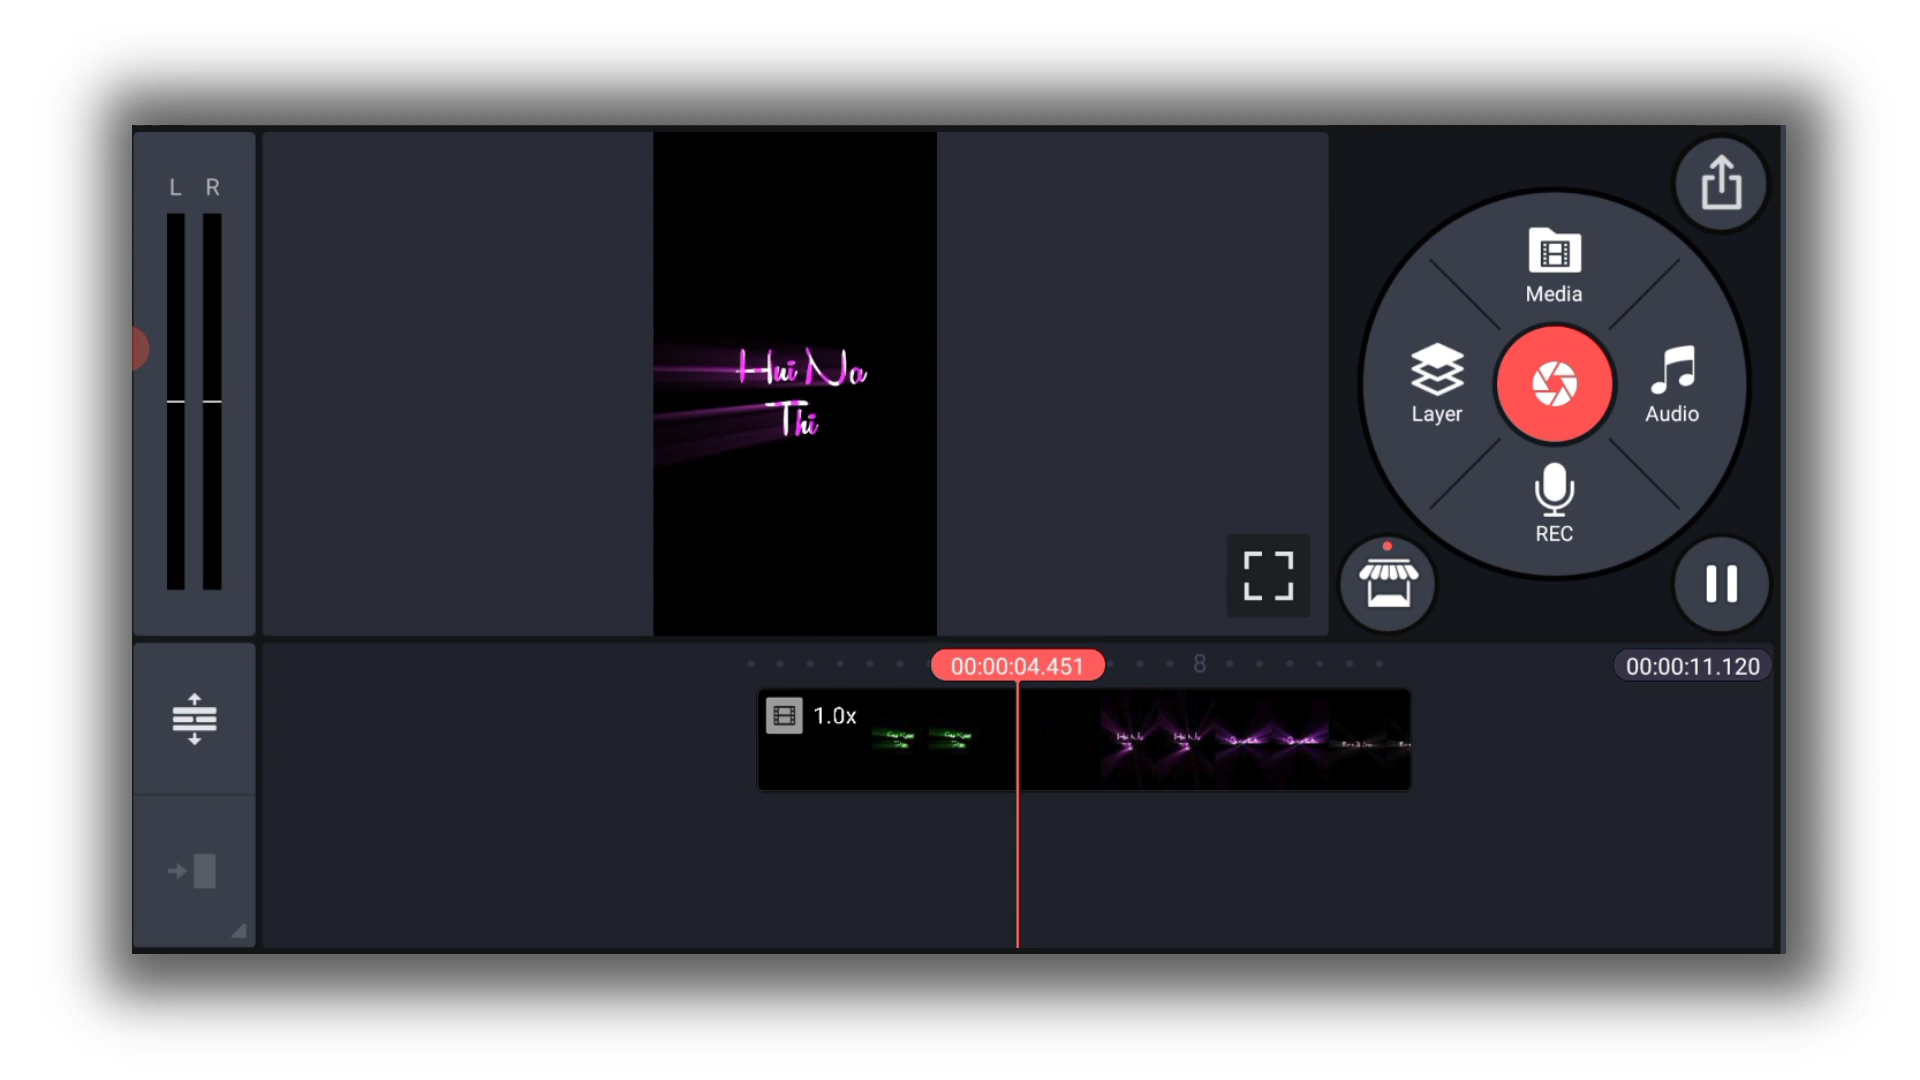 L R
Media
Hui Na
Layer
Audio
Thi
REC
00:00:04.451
8
00:00:11.120
1.0x